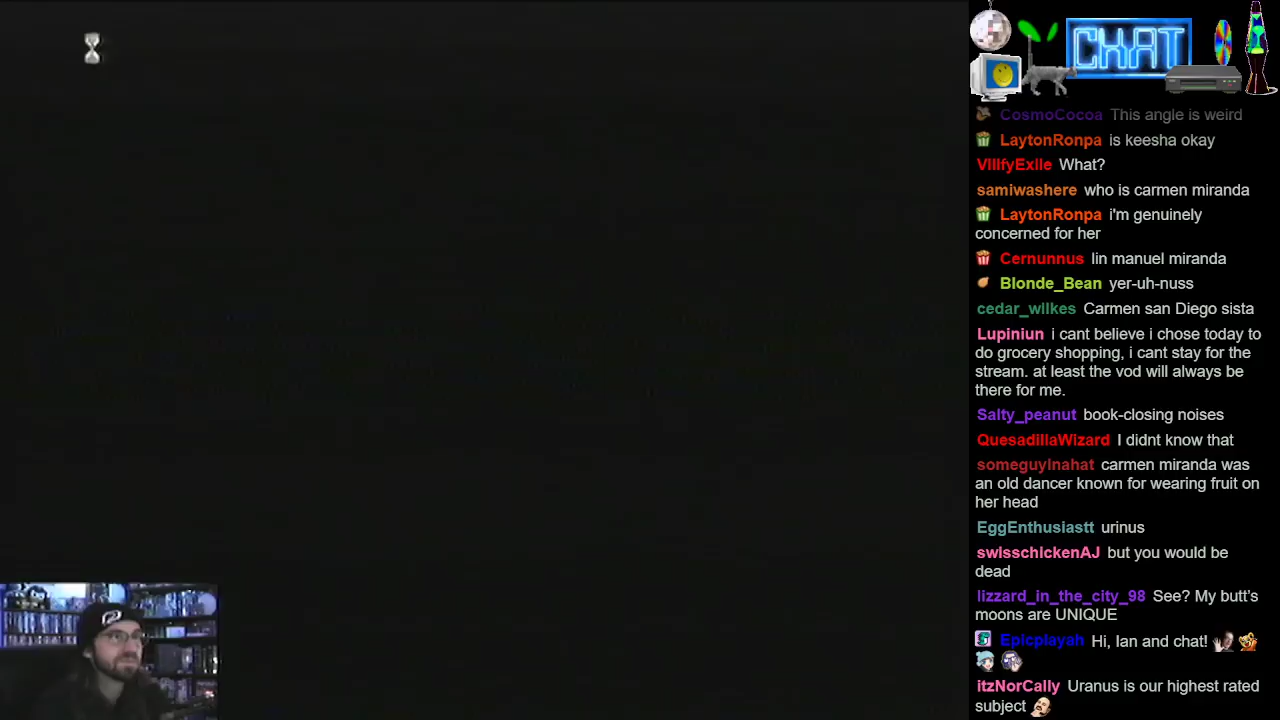 CHAT
CosmoCocoa This angle is weird
LaytonRonpa is keesha okay
VilifyExile What?
samiwashere who is carmen miranda
LaytonRonpa i'm genuinely
concerned for her
Cernunnus lin manuel miranda
Blonde_Bean yer-uh-nuss
cedar_wilkes Carmen san Diego sista
Lupiniun i cant believe i chose today to
do grocery shopping, i cant stay for the
stream. at least the vod will always be
there for me.
Salty_peanut book-closing noises
QuesadillaWizard I didnt know that
someguyinahat carmen miranda was
an old dancer known for wearing fruit on
her head
EggEnthusiastt urinus
swisschickenAJ but you would be
dead
lizzard_in_the_city_98 See? My butt's
moons are UNIQUE
Epicplayah Hi, Ian and chat!
itzNorCally Uranus is our highest rated
subject